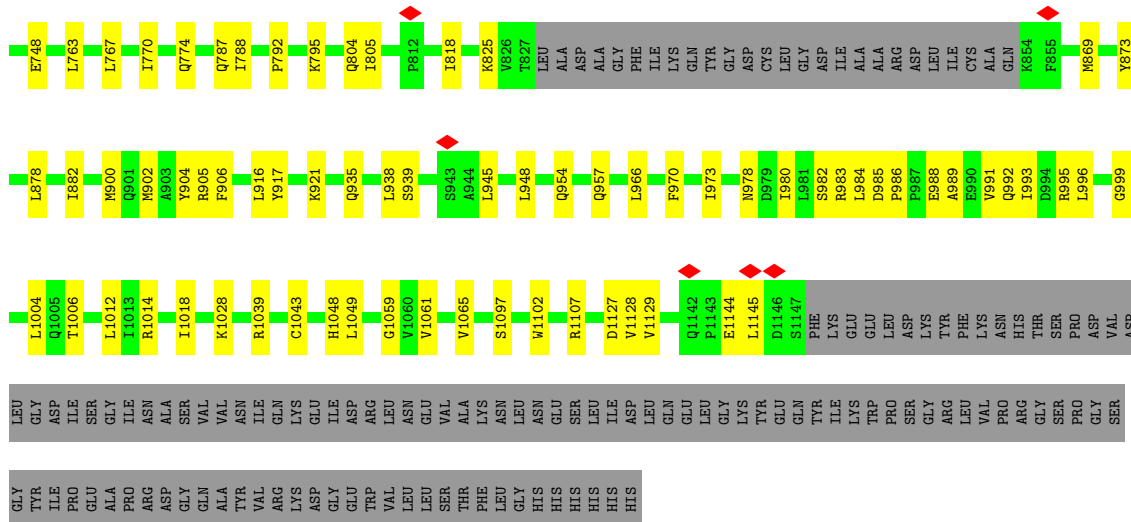 E748 L763 L767 I770 Q774 Q787 I788 P792 K795 Q804 I805 P812 I818 K825 V826 T827 LEU ALA ASP ALA GLY PHE ILE LYS GLN TYR GLY ASP CYS LEU GLY ASP ILE ALA ALA ARG ASP LEU ILE CYS ALA GLN K854 F855 M869 Y873
L878 I882 M900 Q901 M902 A903 Y904 R905 F906 L916 Y917 K921 Q935 L938 S939 S943 A944 L945 L948 Q954 Q957 L966 F970 I973 N978 D979 I980 L981 S982 R983 L984 D985 P986 P987 E988 A989 E990 V991 Q992 I993 D994 R995 L996 G999
L1004 Q1005 T1006 L1012 I1013 R1014 I1018 K1028 R1039 C1043 H1048 L1049 G1059 V1060 V1061 V1065 S1097 W1102 R1107 D1127 V1128 V1129 Q1142 P1143 E1144 L1145 D1146 S1147 PHE LYS GLU GLU LEU ASP LYS TYR PHE LYS ASN HIS THR SER PRO ASP VAL ASP
LEU GLY ASP ILE SER GLY ILE ASN ALA SER VAL VAL ASN ILE GLN LYS GLU ILE ASP ARG LEU ASN GLU VAL ALA LYS ASN LEU ASN GLU SER LEU ILE ASP LEU GLN GLU LEU GLY LYS TYR GLU GLN TYR ILE LYS TRP PRO SER GLY ARG LEU VAL PRO ARG GLY SER PRO GLY SER
GLY TYR ILE PRO GLU ALA PRO ARG ASP GLY GLN ALA TYR VAL ARG LYS ASP GLY GLU TRP VAL LEU LEU SER THR PHE LEU GLY HIS HIS HIS HIS HIS HIS